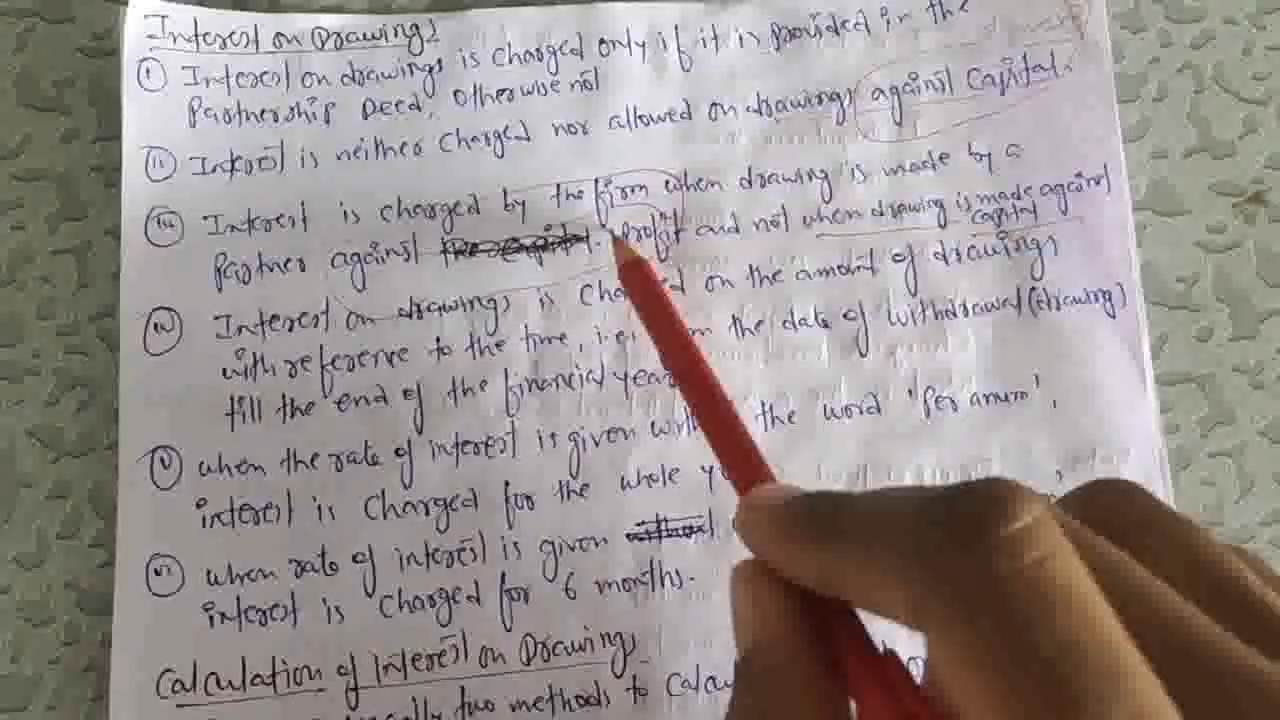 Interest on Drawings
(i) Interest on drawings is charged only if it is provided in the
Partnership Deed, otherwise not
(ii) Interest is neither charged nor allowed on drawings against Capital.
(iii) Interest is charged by the firm when drawing is made by a
Partner against profit and not when drawing is made against
capital
(iv) Interest on drawings is on the amount of drawings
with reference to the time, i.e. the date of withdrawal (drawing)
till the end of the financial year
(v) when the rate of interest is given the word 'Per annum',
interest is charged for the whole
(vi) when rate of interest is given
interest is charged for 6 months.
Calculation of Interest on Drawings
two methods to